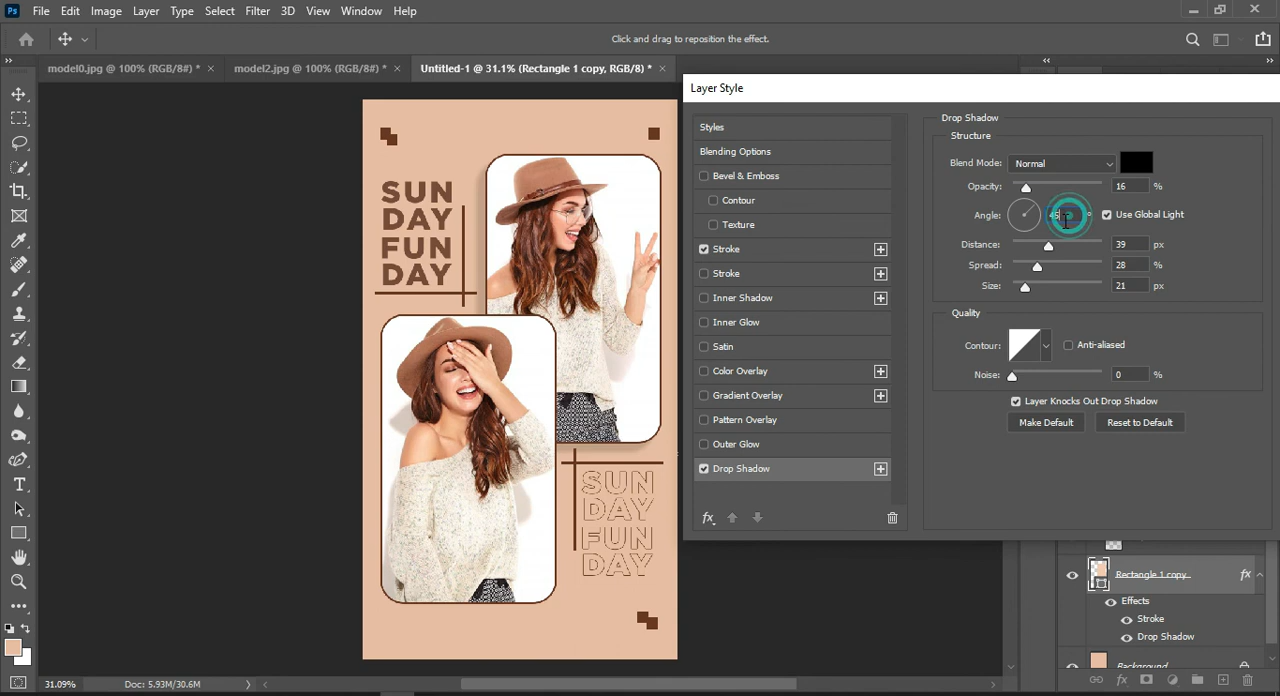 Ps File Edit Image Layer Type Select Filter 3D View Window Help
Click and drag to reposition the effect.
model0.jpg @ 100% (RGB/8#) * ×
model2.jpg @ 100% (RGB/8#) * ×
Untitled-1 @ 31.1% (Rectangle 1 copy, RGB/8) * ×
SUN
DAY
FUN
DAY
SUN
DAY
FUN
DAY
Layer Style
Styles
Blending Options
Bevel & Emboss
Contour
Texture
Stroke
Stroke
Inner Shadow
Inner Glow
Satin
Color Overlay
Gradient Overlay
Pattern Overlay
Outer Glow
Drop Shadow
fx
Drop Shadow
Structure
Blend Mode: Normal
Opacity: 16 %
Angle: 45 ° Use Global Light
Distance: 39 px
Spread: 28 %
Size: 21 px
Quality
Contour: Anti-aliased
Noise: 0 %
Layer Knocks Out Drop Shadow
Make Default Reset to Default
Rectangle 1 copy fx
Effects
Stroke
Drop Shadow
Background
fx
31.09% Doc: 5.93M/30.6M